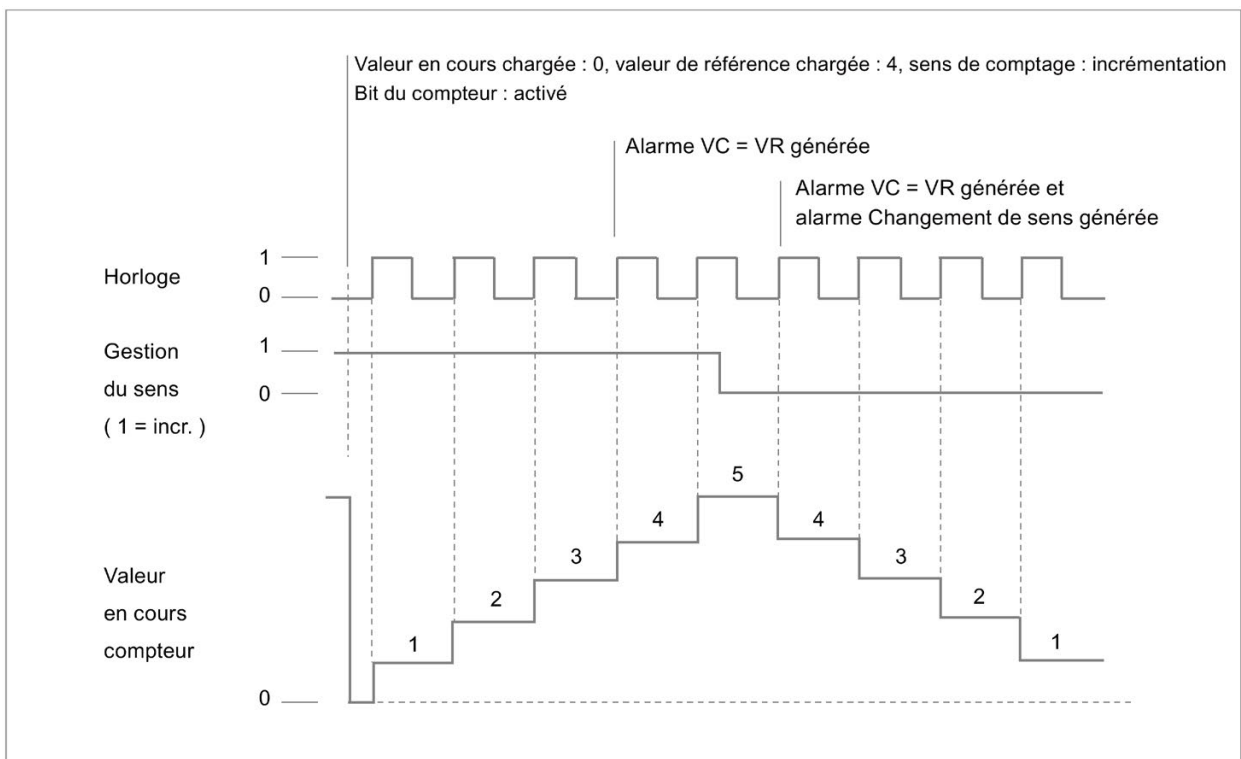 Valeur en cours chargée : 0, valeur de référence chargée : 4, sens de comptage : incrémentation
Bit du compteur : activé
Alarme VC = VR générée
Alarme VC = VR générée et
alarme Changement de sens générée
Horloge
1
0
Gestion
du sens
( 1 = incr. )
1
0
Valeur
en cours
compteur
0
1
2
3
4
5
4
3
2
1